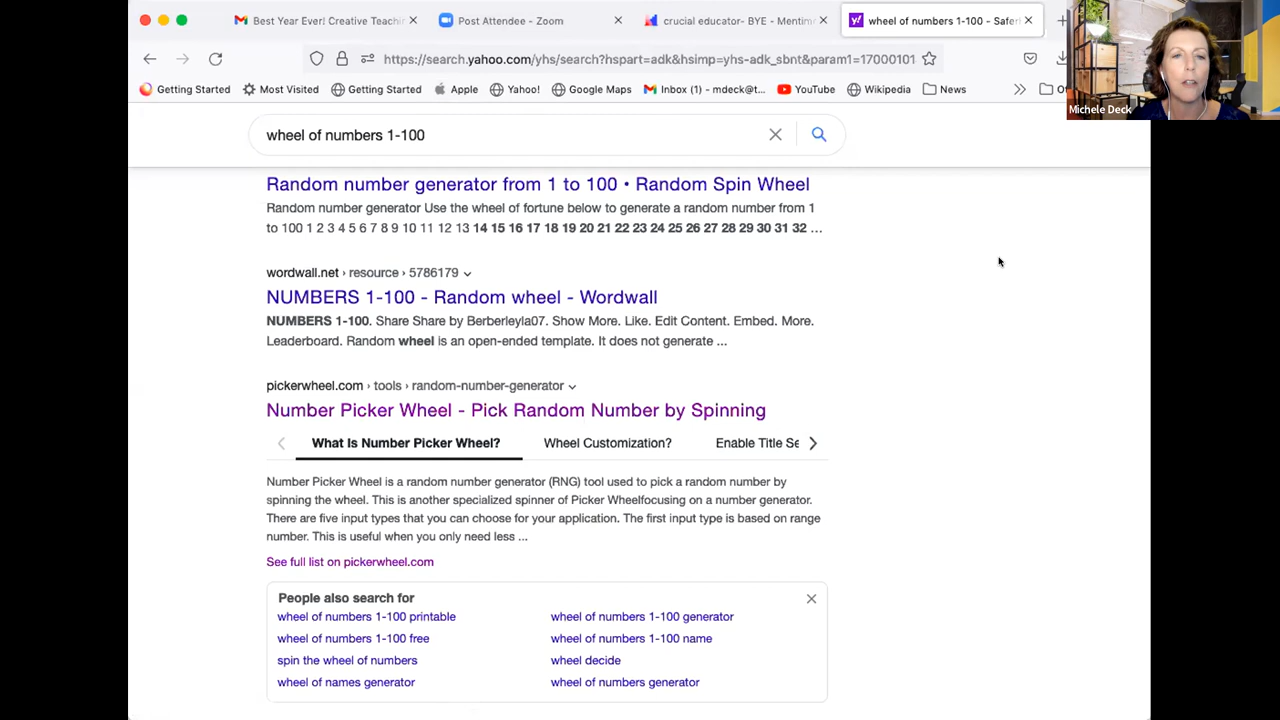 Best Year Ever! Creative Teachin
Post Attendee - Zoom
crucial educator- BYE - Mentime
wheel of numbers 1-100 - Safer
https://search.yahoo.com/yhs/search?hspart=adk&hsimp=yhs-adk_sbnt&param1=17000101
Getting Started
Most Visited
Getting Started
Apple
Yahoo!
Google Maps
Inbox (1) - mdeck@t...
YouTube
Wikipedia
News
Michele Deck
wheel of numbers 1-100
Random number generator from 1 to 100 • Random Spin Wheel
Random number generator Use the wheel of fortune below to generate a random number from 1
to 100 1 2 3 4 5 6 7 8 9 10 11 12 13 14 15 16 17 18 19 20 21 22 23 24 25 26 27 28 29 30 31 32 ...
wordwall.net › resource › 5786179
NUMBERS 1-100 - Random wheel - Wordwall
NUMBERS 1-100. Share Share by Berberleyla07. Show More. Like. Edit Content. Embed. More.
Leaderboard. Random wheel is an open-ended template. It does not generate ...
pickerwheel.com › tools › random-number-generator
Number Picker Wheel - Pick Random Number by Spinning
What Is Number Picker Wheel?
Wheel Customization?
Enable Title Se
Number Picker Wheel is a random number generator (RNG) tool used to pick a random number by
spinning the wheel. This is another specialized spinner of Picker Wheelfocusing on a number generator.
There are five input types that you can choose for your application. The first input type is based on range
number. This is useful when you only need less ...
See full list on pickerwheel.com
People also search for
wheel of numbers 1-100 printable
wheel of numbers 1-100 generator
wheel of numbers 1-100 free
wheel of numbers 1-100 name
spin the wheel of numbers
wheel decide
wheel of names generator
wheel of numbers generator